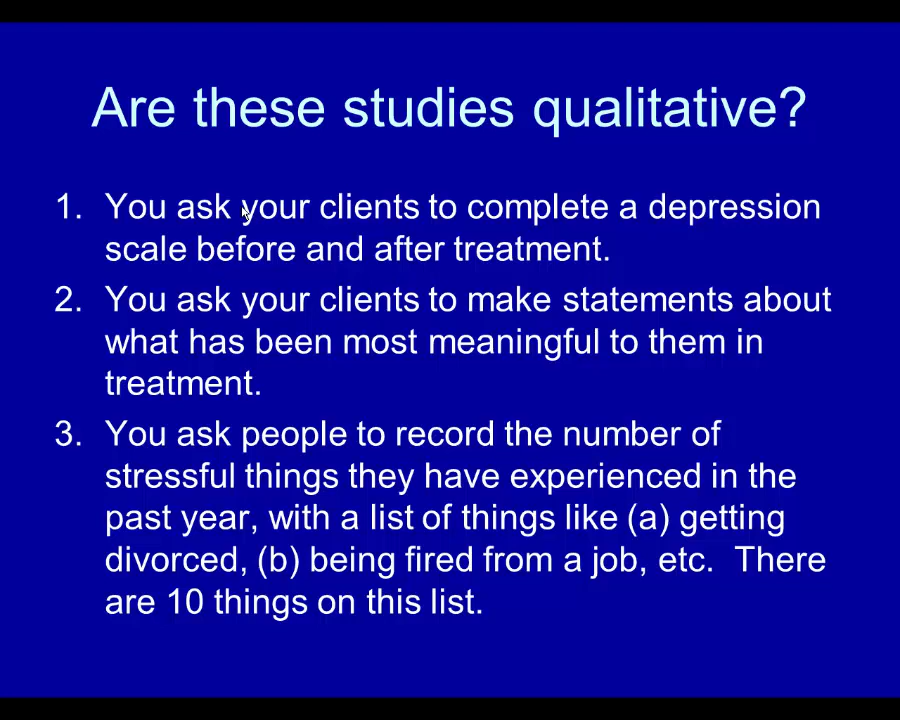 Are these studies qualitative?
1. You ask your clients to complete a depression
scale before and after treatment.
2. You ask your clients to make statements about
what has been most meaningful to them in
treatment.
3. You ask people to record the number of
stressful things they have experienced in the
past year, with a list of things like (a) getting
divorced, (b) being fired from a job, etc.  There
are 10 things on this list.